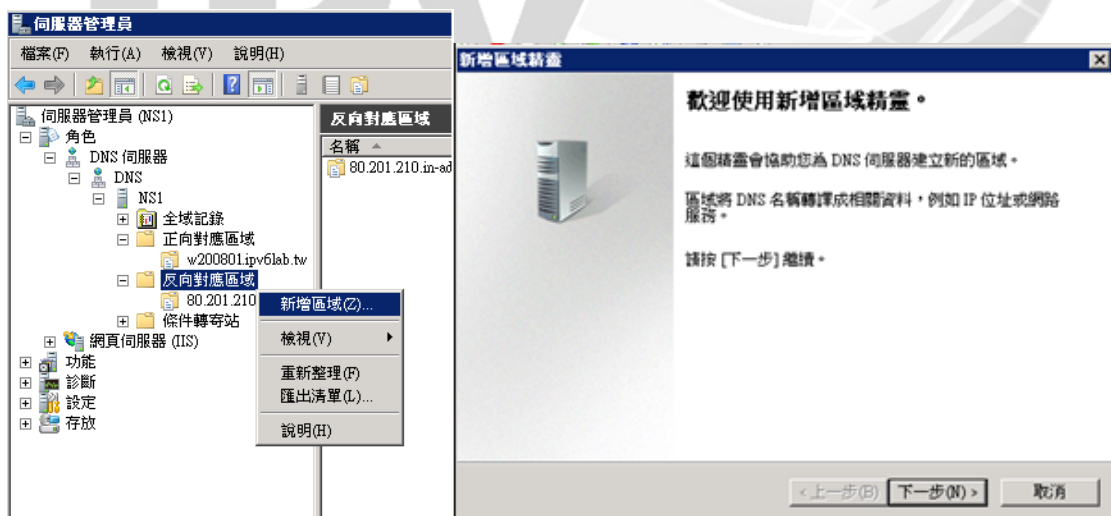 伺服器管理員
檔案(F) 執行(A) 檢視(V) 說明(H)
伺服器管理員 (NS1)
角色
DNS 伺服器
DNS
NS1
全域記錄
正向對應區域
w200801.ipv6lab.tw
反向對應區域
80.201.210
條件轉寄站
網頁伺服器 (IIS)
功能
診斷
設定
存放
反向對應區域
名稱
80.201.210.in-ad
新增區域(Z)...
檢視(V)
重新整理(F)
匯出清單(L)...
說明(H)
新增區域精靈
歡迎使用新增區域精靈。
這個精靈會協助您為 DNS 伺服器建立新的區域。
區域將 DNS 名稱轉譯成相關資料,例如 IP 位址或網路
服務。
請按 [下一步] 繼續。
<上一步(B) 下一步(N) > 取消